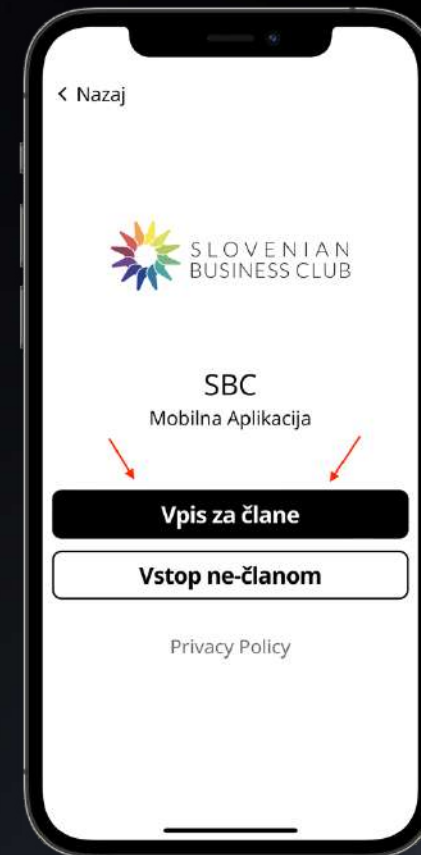 < Nazaj
SLOVENIAN
BUSINESS CLUB
SBC
Mobilna Aplikacija
Vpis za člane
Vstop ne-članom
Privacy Policy